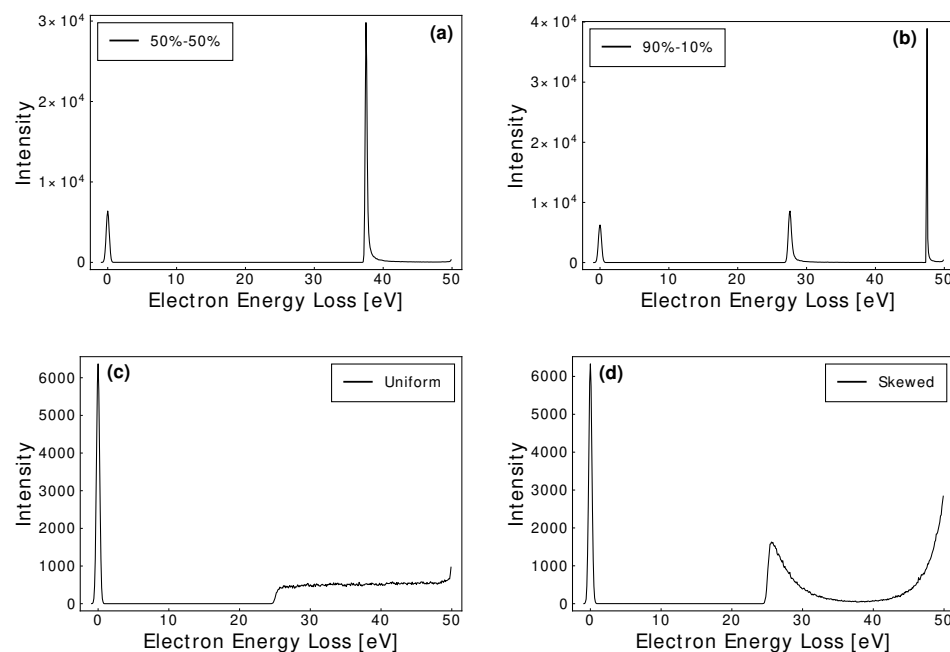 3× 10⁴
2× 10⁴
1× 10⁴
0
Intensity
50%-50%
(a)
0 10 20 30 40 50
Electron Energy Loss [eV]
4× 10⁴
3× 10⁴
2× 10⁴
1× 10⁴
0
Intensity
90%-10%
(b)
0 10 20 30 40 50
Electron Energy Loss [eV]
6000
5000
4000
3000
2000
1000
0
Intensity
(c)
Uniform
0 10 20 30 40 50
Electron Energy Loss [eV]
6000
5000
4000
3000
2000
1000
0
Intensity
(d)
Skewed
0 10 20 30 40 50
Electron Energy Loss [eV]